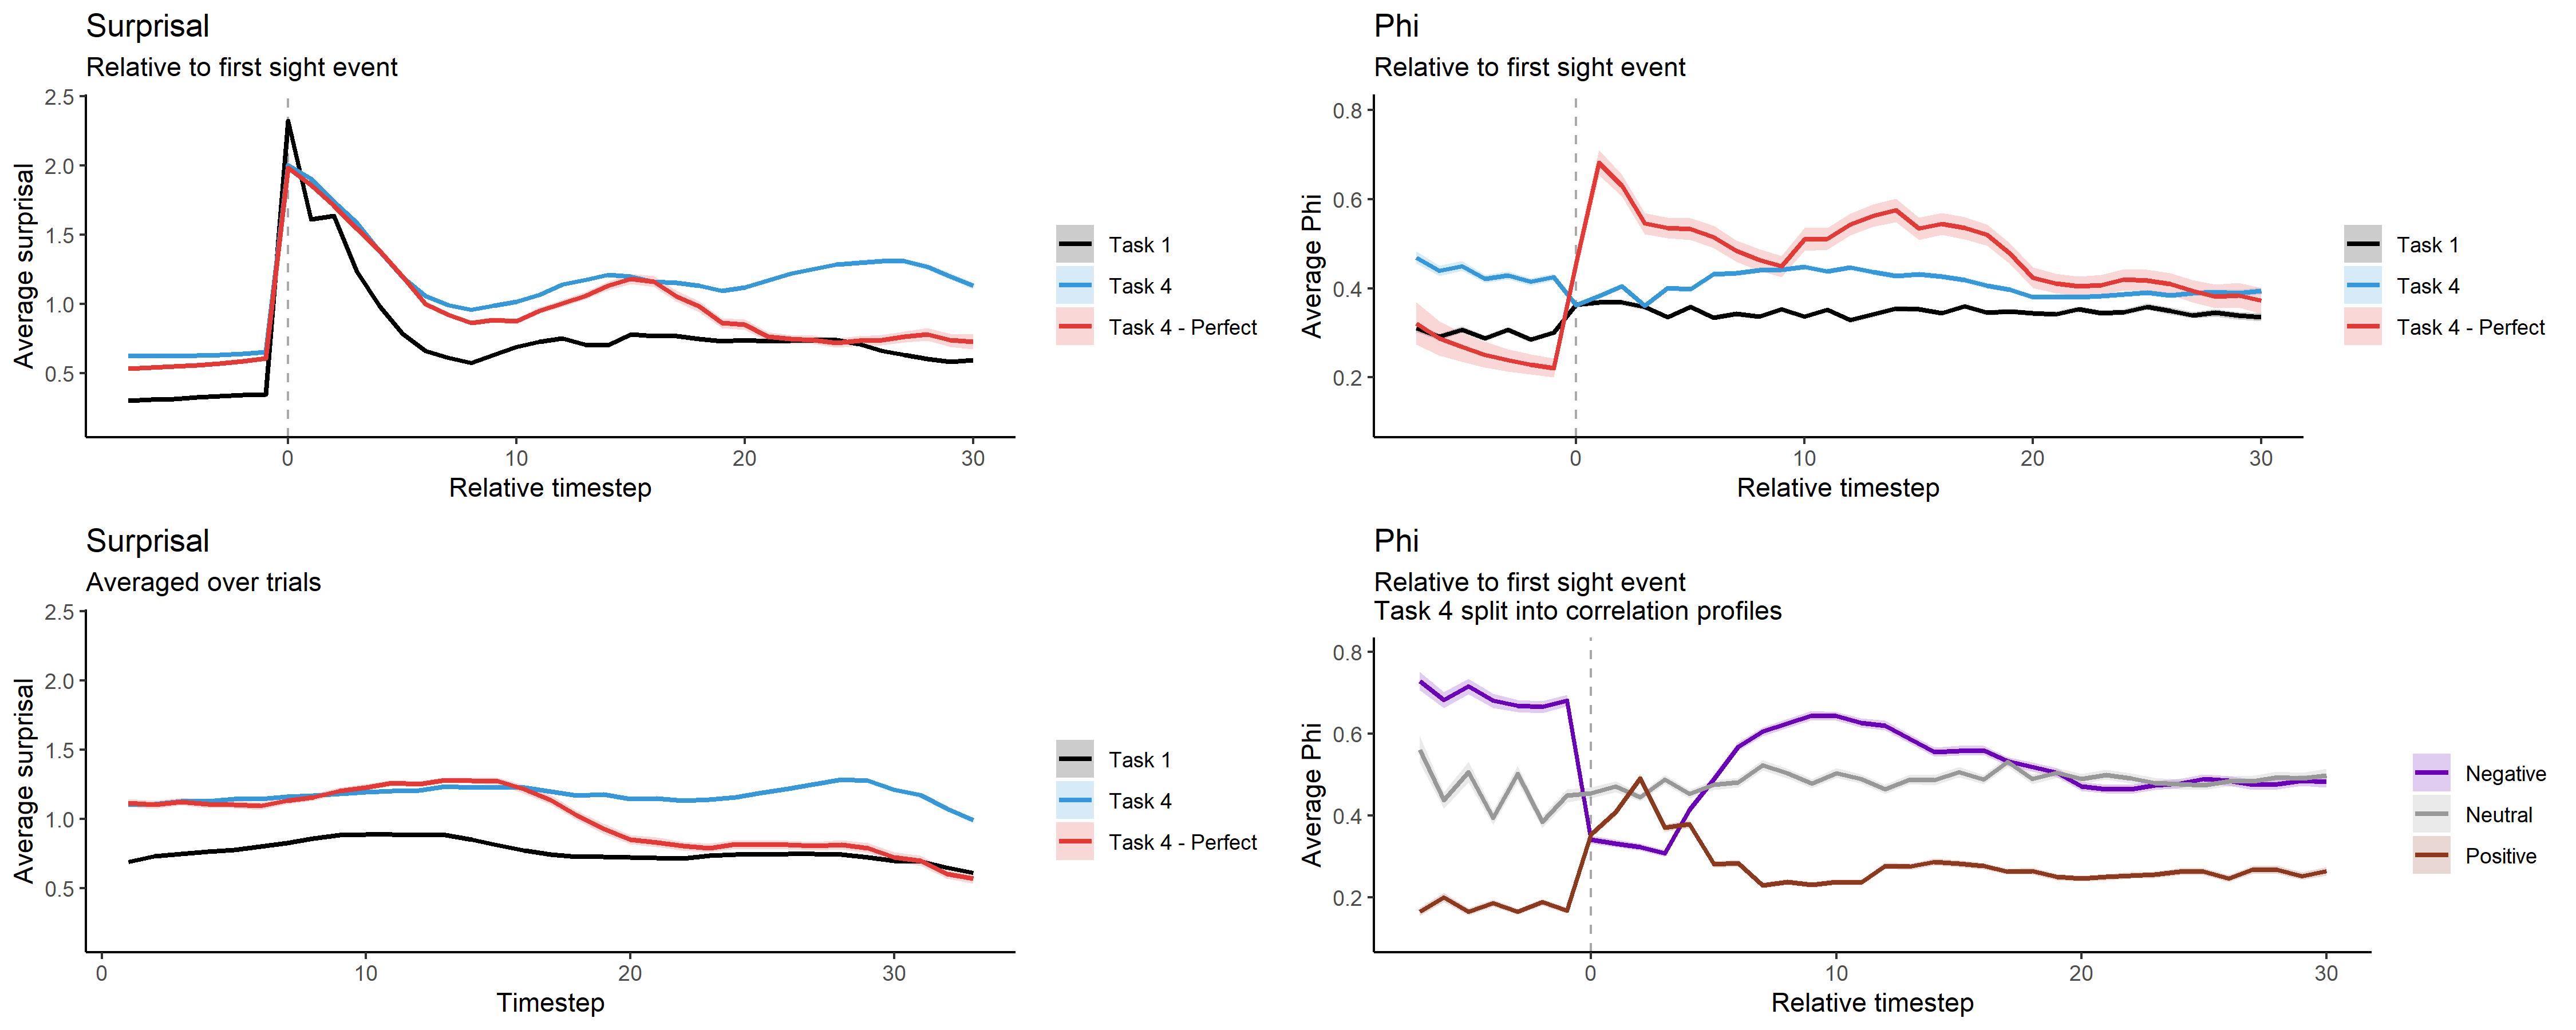 Surprisal
Relative to first sight event
Average surprisal
2.5
2.0
1.5
1.0
0.5
0
10
20
30
Relative timestep
Task 1
Task 4
Task 4 - Perfect
Phi
Relative to first sight event
Average Phi
0.8
0.6
0.4
0.2
0
10
20
30
Relative timestep
Task 1
Task 4
Task 4 - Perfect
Surprisal
Averaged over trials
Average surprisal
2.5
2.0
1.5
1.0
0.5
0
10
20
30
Timestep
Task 1
Task 4
Task 4 - Perfect
Phi
Relative to first sight event
Task 4 split into correlation profiles
Average Phi
0.8
0.6
0.4
0.2
0
10
20
30
Relative timestep
Negative
Neutral
Positive